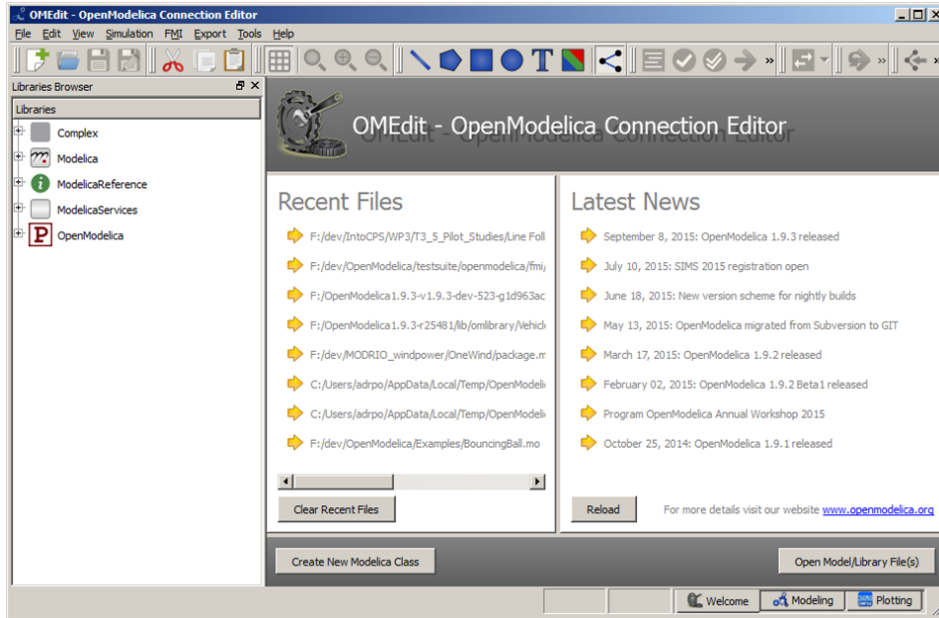 OMEdit - OpenModelica Connection Editor
File Edit View Simulation FMI Export Tools Help
Libraries Browser
Libraries
Complex
Modelica
ModelicaReference
ModelicaServices
OpenModelica
OMEdit - OpenModelica Connection Editor
Recent Files
F:/dev/IntoCPS/WP3/T3_5_Pilot_Studies/Line Foll
F:/dev/OpenModelica/testsuite/openmodelica/fmi/
F:/OpenModelica1.9.3-v1.9.3-dev-523-g1d963ac
F:/OpenModelica1.9.3-r25481/lib/omlibrary/Vehicl
F:/dev/MODRIO_windpower/OneWind/package.m
C:/Users/adrpo/AppData/Local/Temp/OpenModeli
C:/Users/adrpo/AppData/Local/Temp/OpenModeli
F:/dev/OpenModelica/Examples/BouncingBall.mo
Clear Recent Files
Latest News
September 8, 2015: OpenModelica 1.9.3 released
July 10, 2015: SIMS 2015 registration open
June 18, 2015: New version scheme for nightly builds
May 13, 2015: OpenModelica migrated from Subversion to GIT
March 17, 2015: OpenModelica 1.9.2 released
February 02, 2015: OpenModelica 1.9.2 Beta1 released
Program OpenModelica Annual Workshop 2015
October 25, 2014: OpenModelica 1.9.1 released
Reload For more details visit our website www.openmodelica.org
Create New Modelica Class Open Model/Library File(s)
Welcome Modeling Plotting